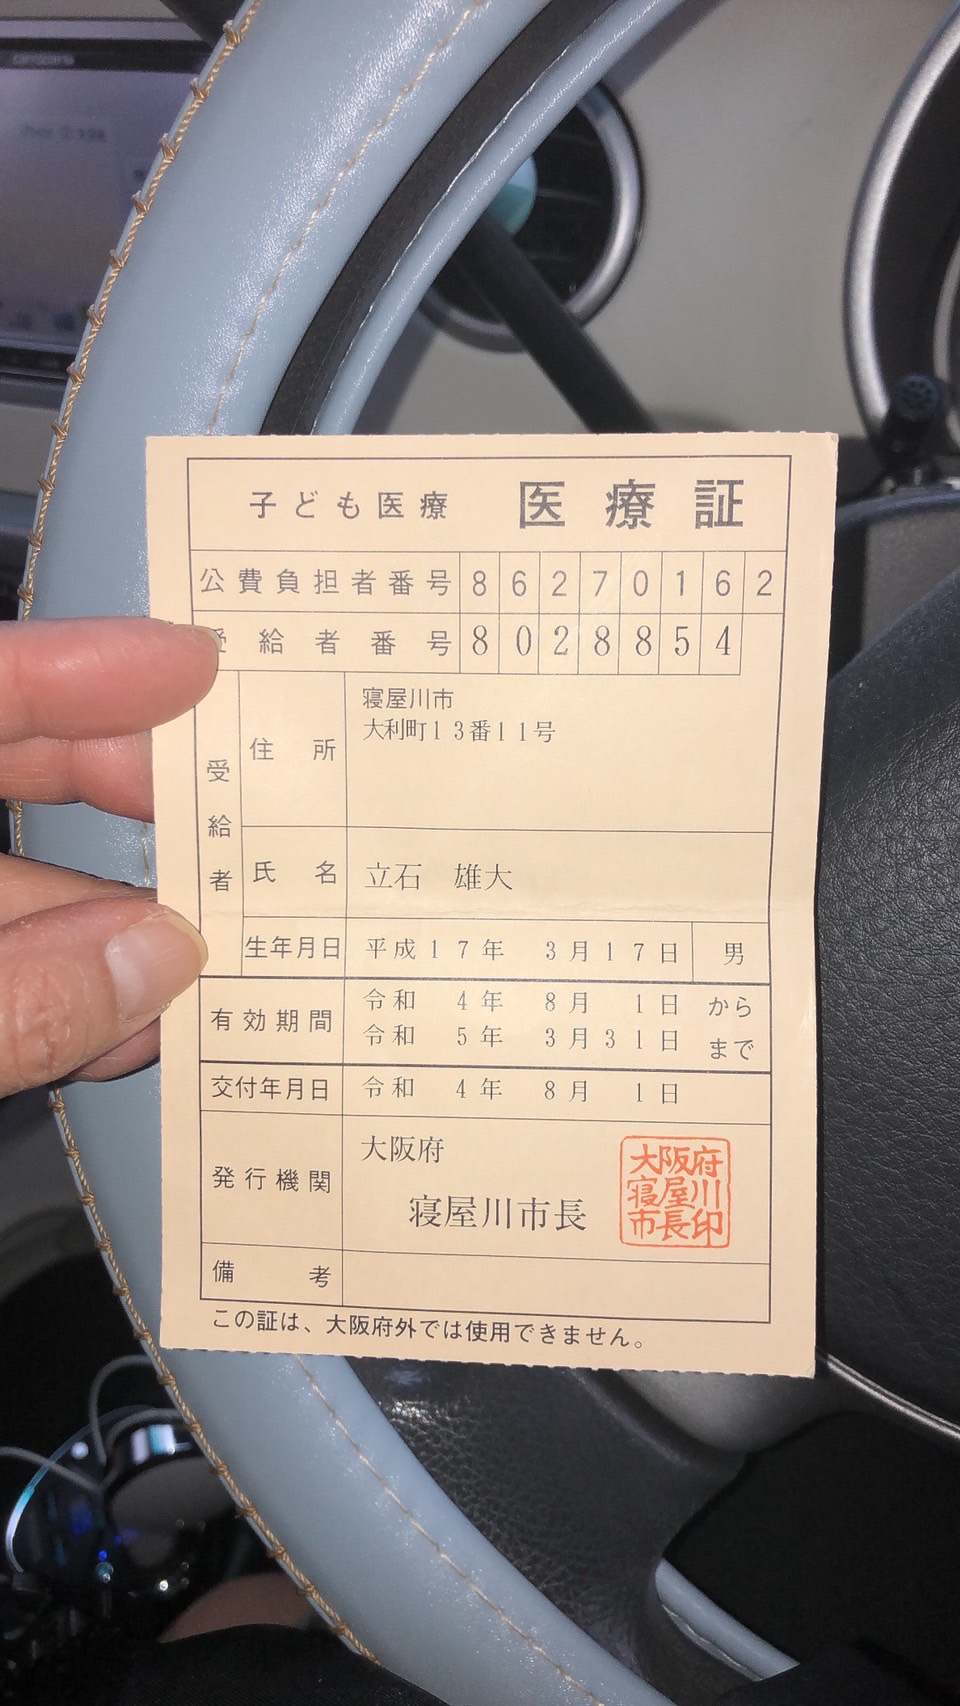 子ども医療 医療証
公費負担者番号 8 6 2 7 0 1 6 2
受給者番号 8 0 2 8 8 5 4
受給者
住所 寝屋川市
大利町13番11号
氏名 立石 雄大
生年月日 平成17年 3月17日 男
有効期間 令和 4年 8月 1日 から
令和 5年 3月31日 まで
交付年月日 令和 4年 8月 1日
発行機関 大阪府
寝屋川市長
大阪府
寝屋川
市長印
備考
この証は、大阪府外では使用できません。